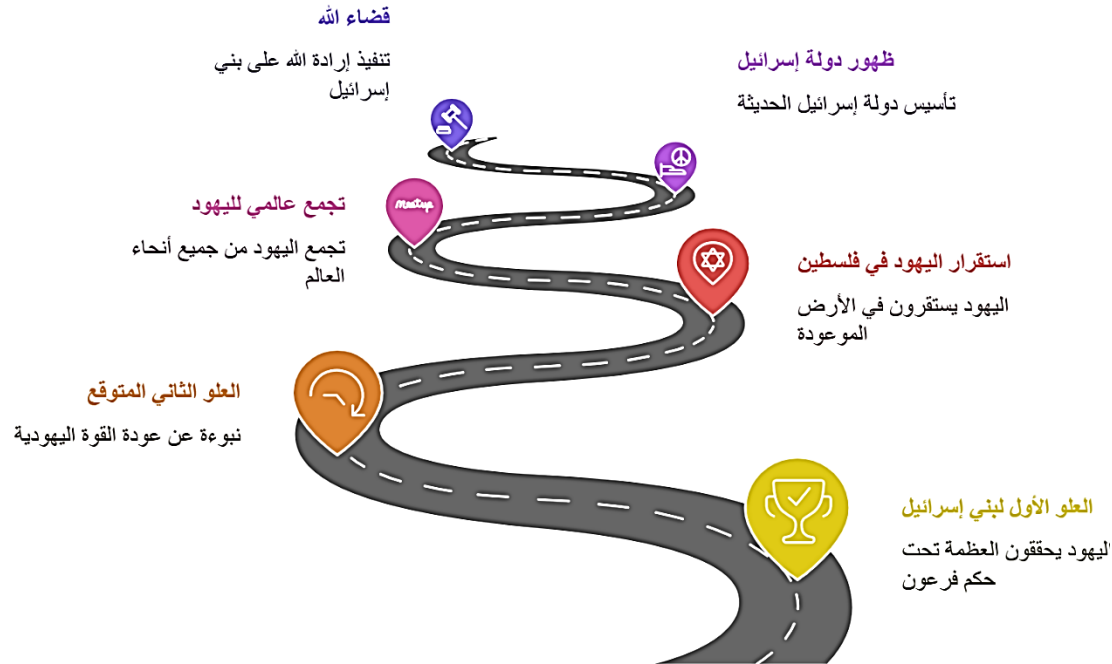 قضاء الله
تنفيذ إرادة الله على بني
إسرائيل
ظهور دولة إسرائيل
تأسيس دولة إسرائيل الحديثة
تجمع عالمي لليهود
تجمع اليهود من جميع أنحاء
العالم
meetup
استقرار اليهود في فلسطين
اليهود يستقرون في الأرض
الموعودة
العلو الثاني المتوقع
نبوءة عن عودة القوة اليهودية
العلو الأول لبني إسرائيل
اليهود يحققون العظمة تحت
حكم فرعون